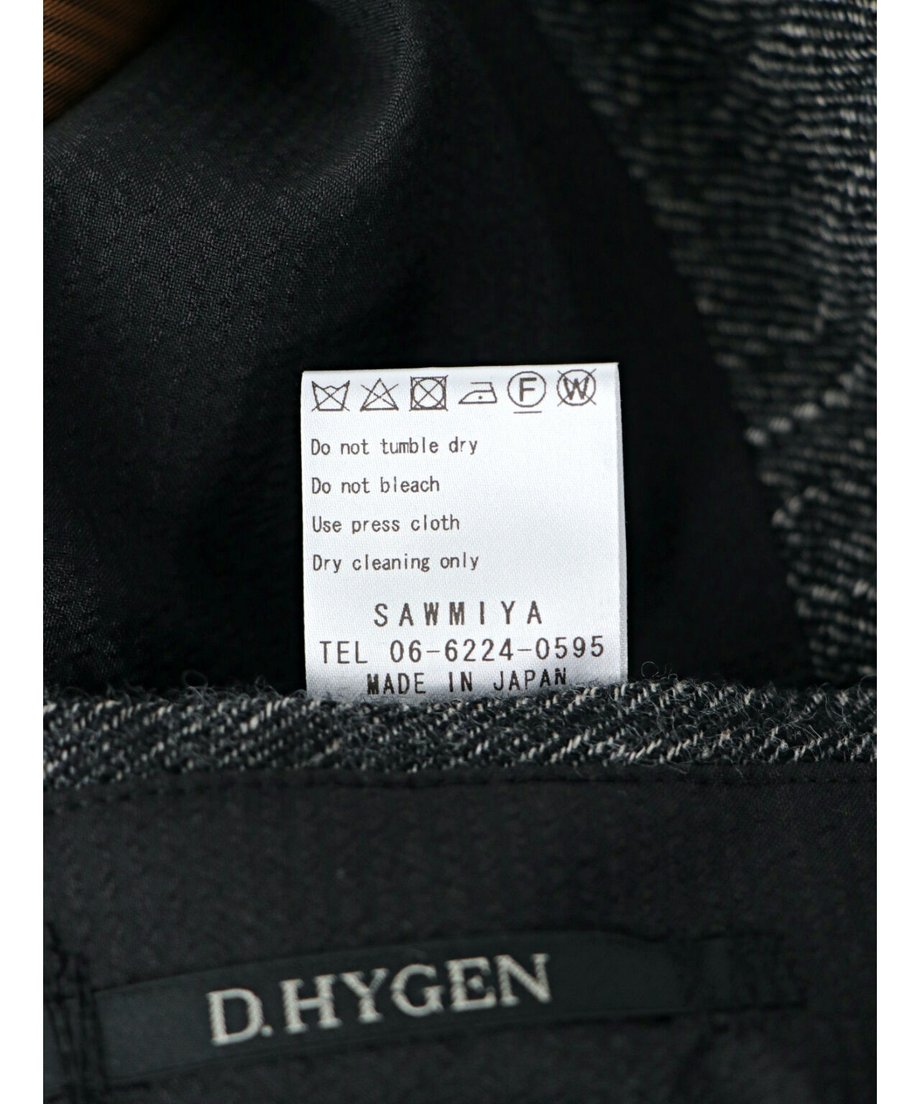 F W
Do not tumble dry
Do not bleach
Use press cloth
Dry cleaning only
SAWMIYA
TEL 06-6224-0595
MADE IN JAPAN
D.HYGEN